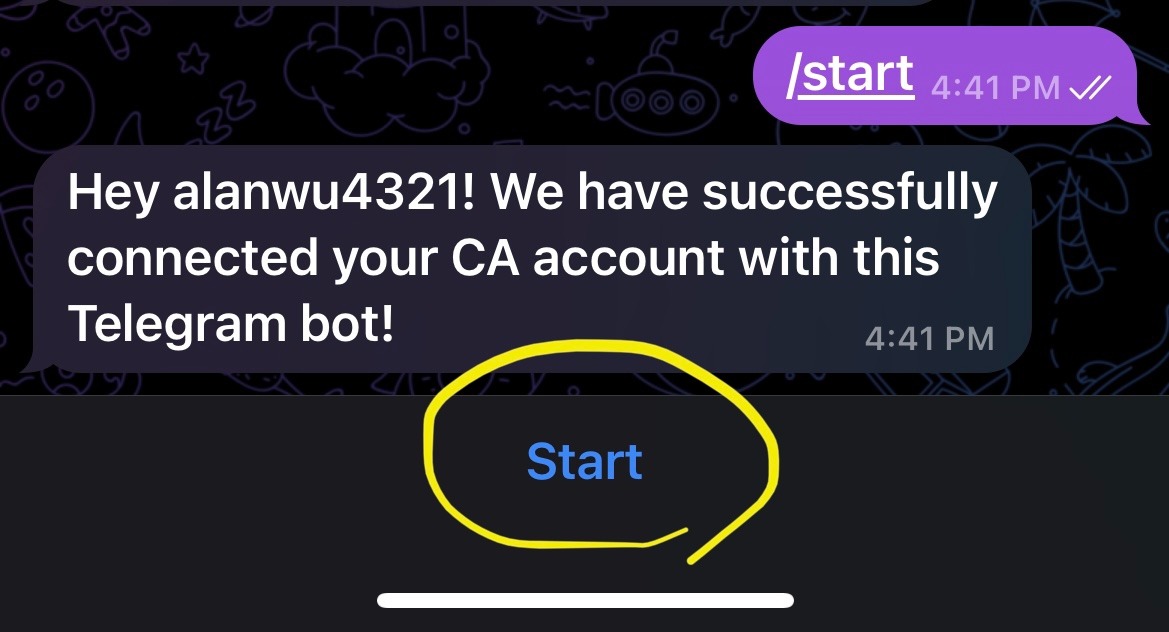 /start 4:41 PM
Hey alanwu4321! We have successfully
connected your CA account with this
Telegram bot!
4:41 PM
Start